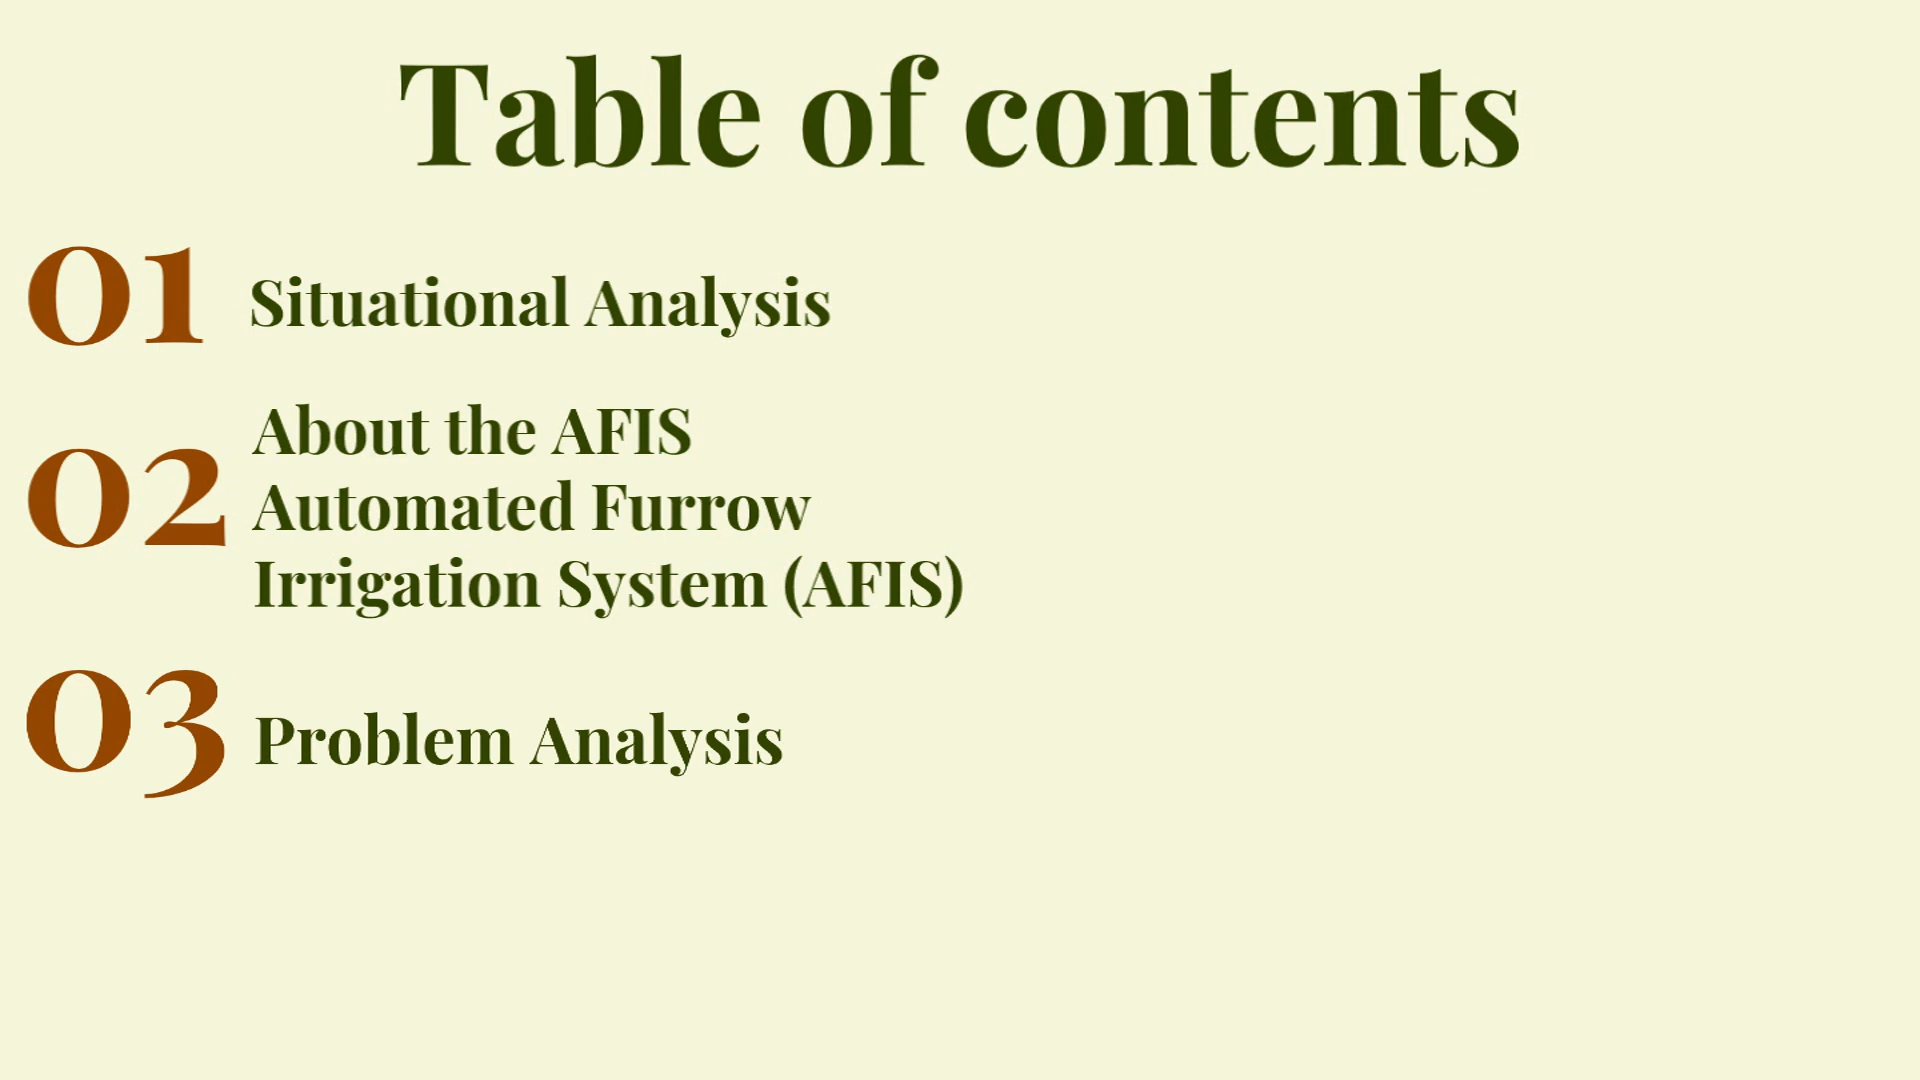 Table of contents
01 Situational Analysis
About the AFIS
02 Automated Furrow
Irrigation System (AFIS)
03 Problem Analysis